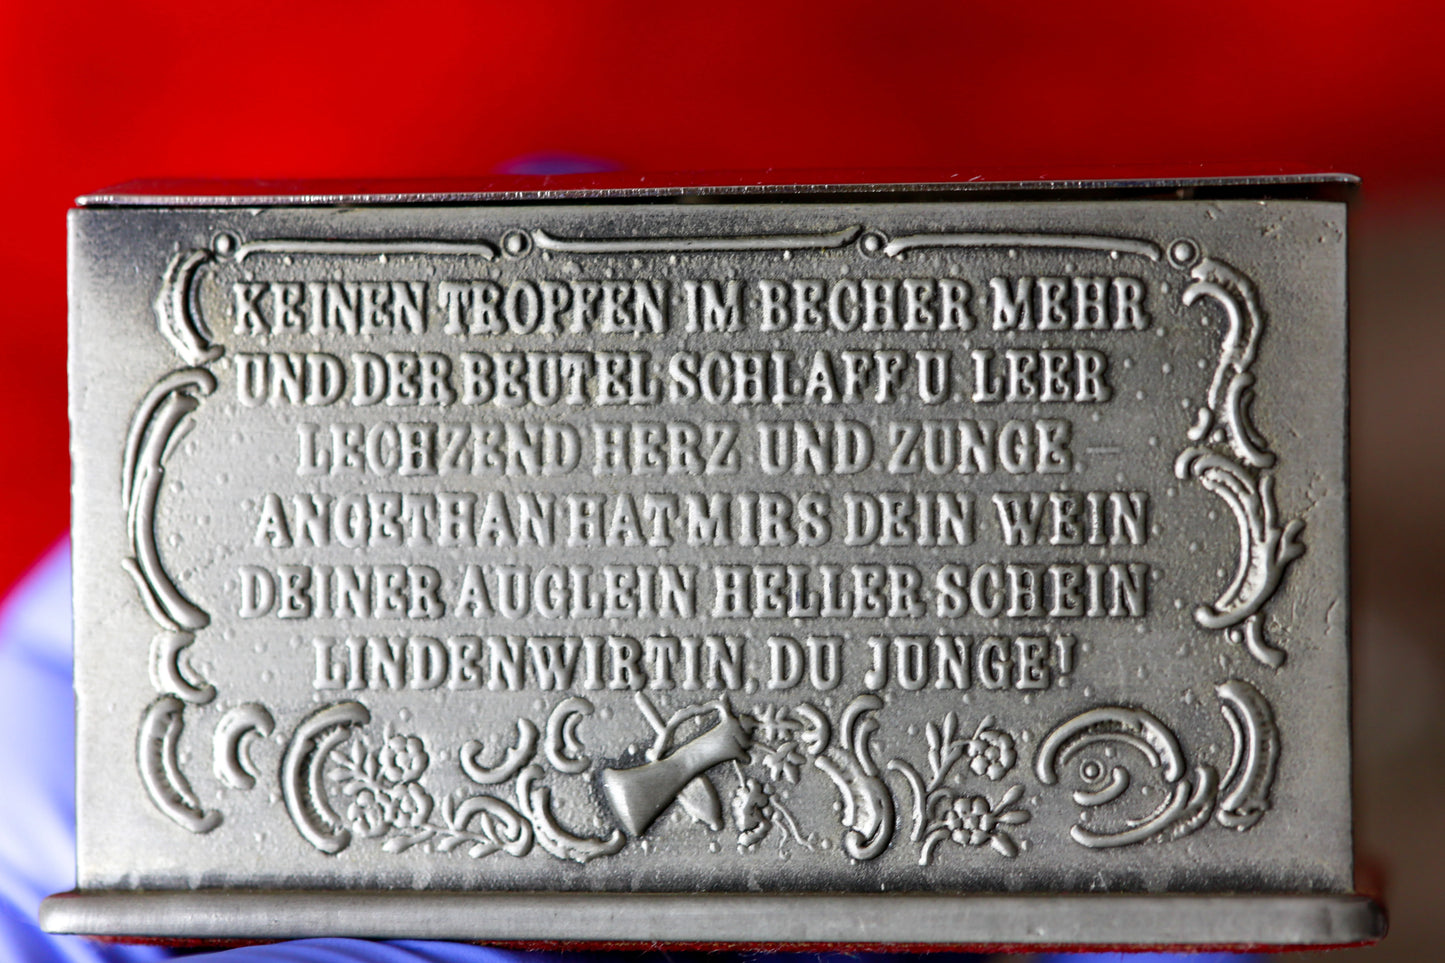 KEINEN TROPFEN IM BECHER MEHR
UND DER BEUTEL SCHLAFF U. LEER
LECHZEND HERZ UND ZUNGE. –
ANGETHAN HAT MIRS DEIN WEIN
DEINER ÄUGLEIN HELLER SCHEIN
LINDENWIRTIN, DU JUNGE!